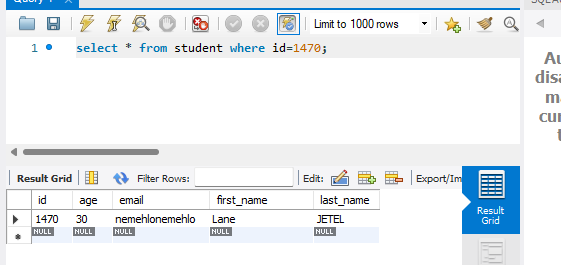 Limit to 1000 rows
1
select * from student where id=1470;
Result Grid
Filter Rows:
Edit:
Export/Im
id age email first_name last_name
1470 30 nemehlonemehlo Lane JETEL
NULL NULL NULL NULL NULL
Result
Grid
Au
disa
ma
cur
t